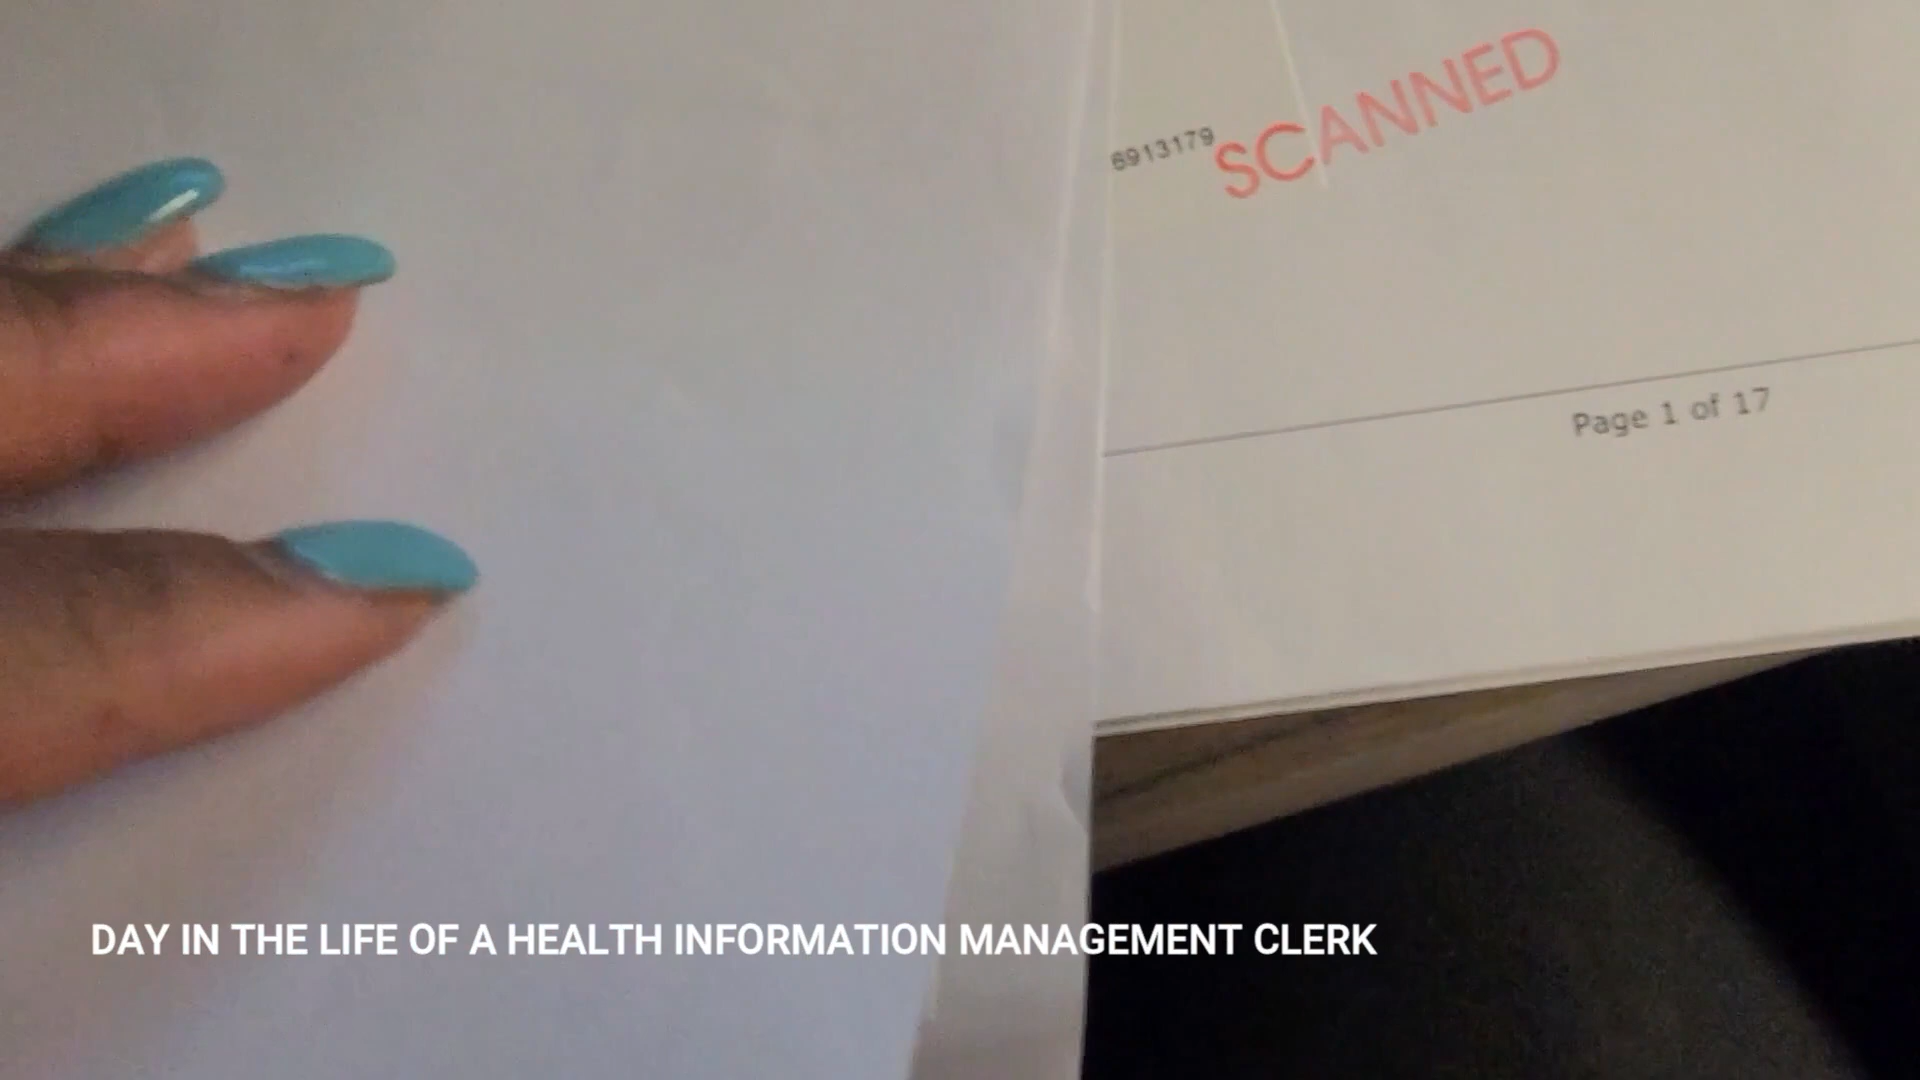 6913179 SCANNED
Page 1 of 17
DAY IN THE LIFE OF A HEALTH INFORMATION MANAGEMENT CLERK